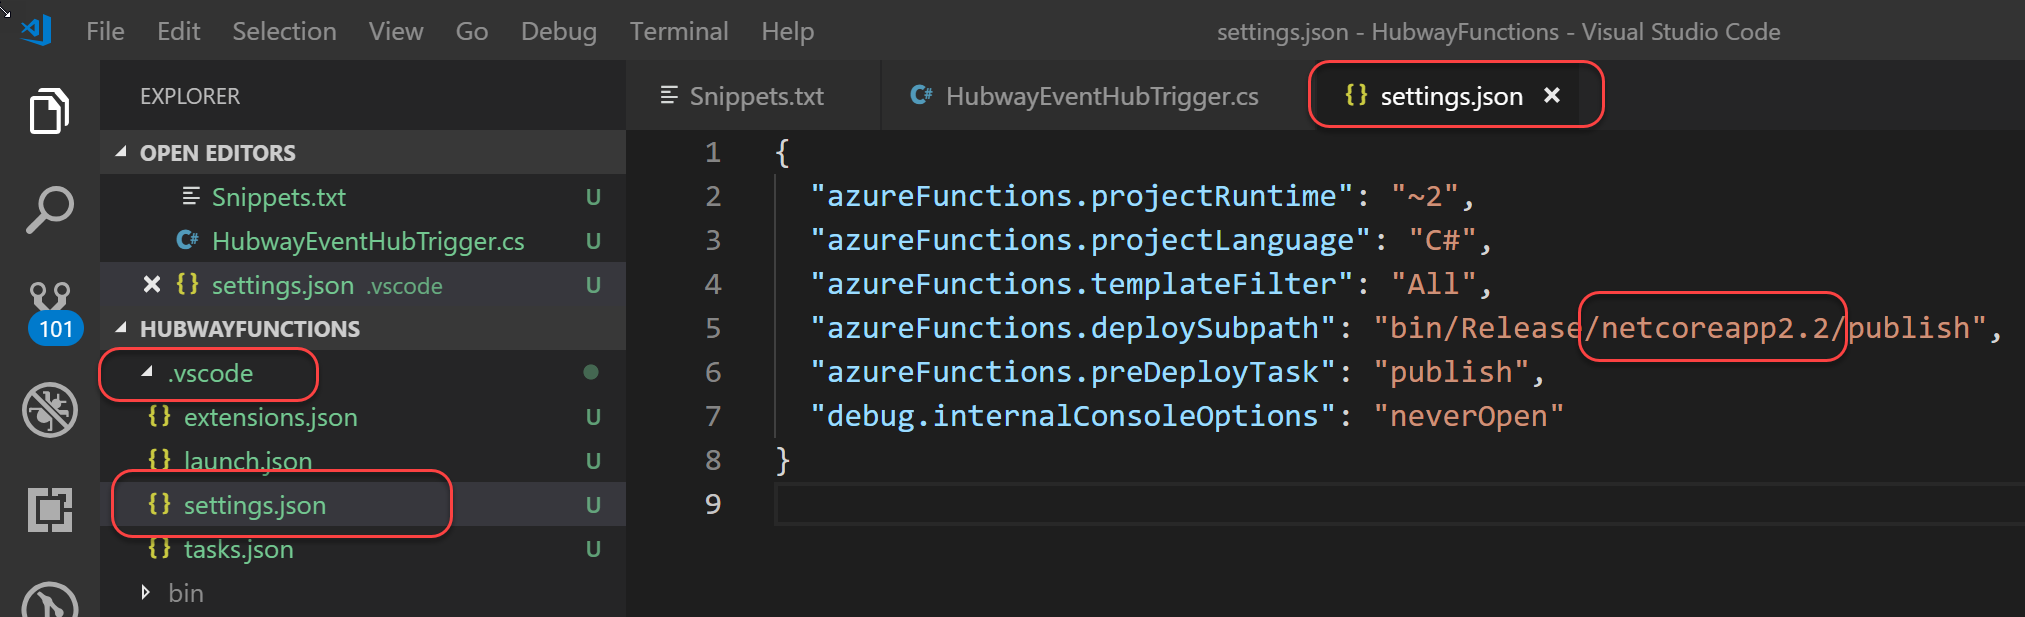 File Edit Selection View Go Debug Terminal Help settings.json - HubwayFunctions - Visual Studio Code
EXPLORER
OPEN EDITORS
Snippets.txt U
C# HubwayEventHubTrigger.cs U
{} settings.json .vscode U
HUBWAYFUNCTIONS
.vscode
{} extensions.json U
{} launch.json U
{} settings.json U
{} tasks.json U
bin
101
Snippets.txt C# HubwayEventHubTrigger.cs {} settings.json
1 {
2 "azureFunctions.projectRuntime": "~2",
3 "azureFunctions.projectLanguage": "C#",
4 "azureFunctions.templateFilter": "All",
5 "azureFunctions.deploySubpath": "bin/Release/netcoreapp2.2/publish",
6 "azureFunctions.preDeployTask": "publish",
7 "debug.internalConsoleOptions": "neverOpen"
8 }
9